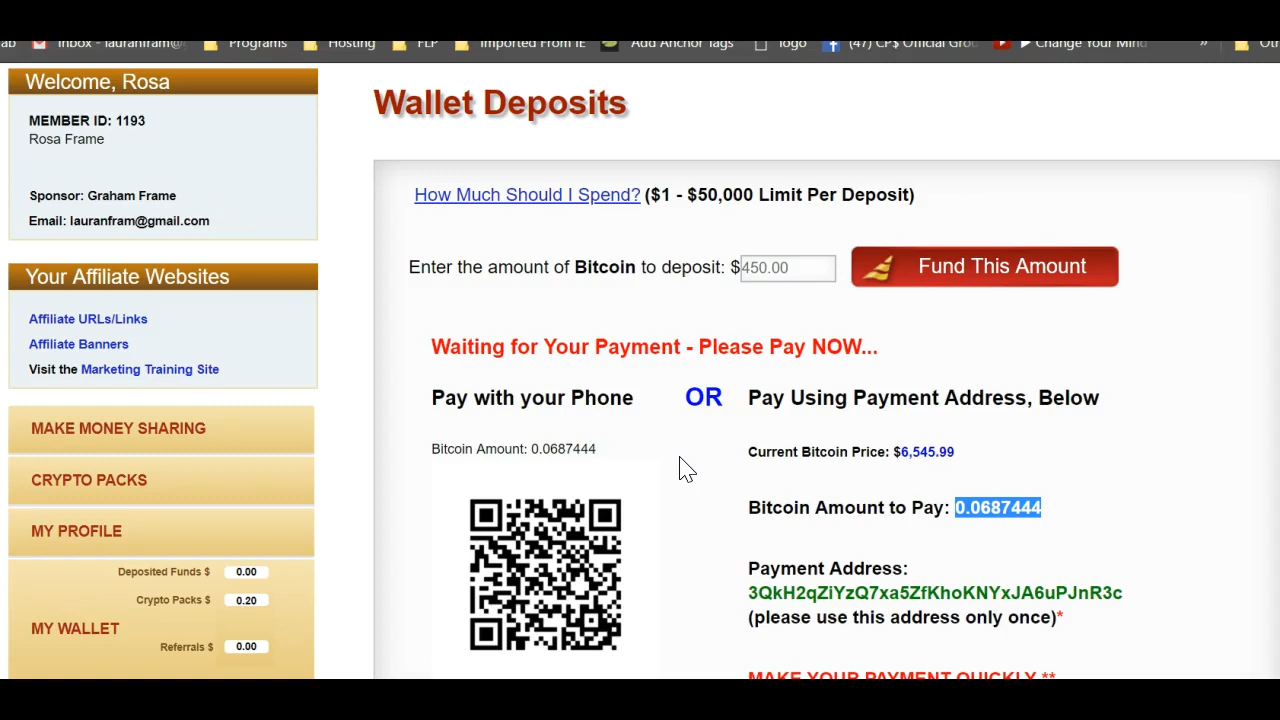 Inbox - lauranfram@g
Programs
Hosting
FLP
Imported From IE
Add Anchor Tags
logo
(47) CP$ Official Grou
Change Your Mind
»
Welcome, Rosa
MEMBER ID: 1193
Rosa Frame
Sponsor: Graham Frame
Email: lauranfram@gmail.com
Your Affiliate Websites
Affiliate URLs/Links
Affiliate Banners
Visit the Marketing Training Site
MAKE MONEY SHARING
CRYPTO PACKS
MY PROFILE
Deposited Funds $ 0.00
Crypto Packs $ 0.20
MY WALLET
Referrals $ 0.00
Wallet Deposits
How Much Should I Spend? ($1 - $50,000 Limit Per Deposit)
Enter the amount of Bitcoin to deposit: $450.00
Fund This Amount
Waiting for Your Payment - Please Pay NOW...
Pay with your Phone
OR
Pay Using Payment Address, Below
Bitcoin Amount: 0.0687444
Current Bitcoin Price: $6,545.99
Bitcoin Amount to Pay: 0.0687444
Payment Address:
3QkH2qZiYzQ7xa5ZfKhoKNYxJA6uPJnR3c
(please use this address only once)*
MAKE YOUR PAYMENT QUICKLY **